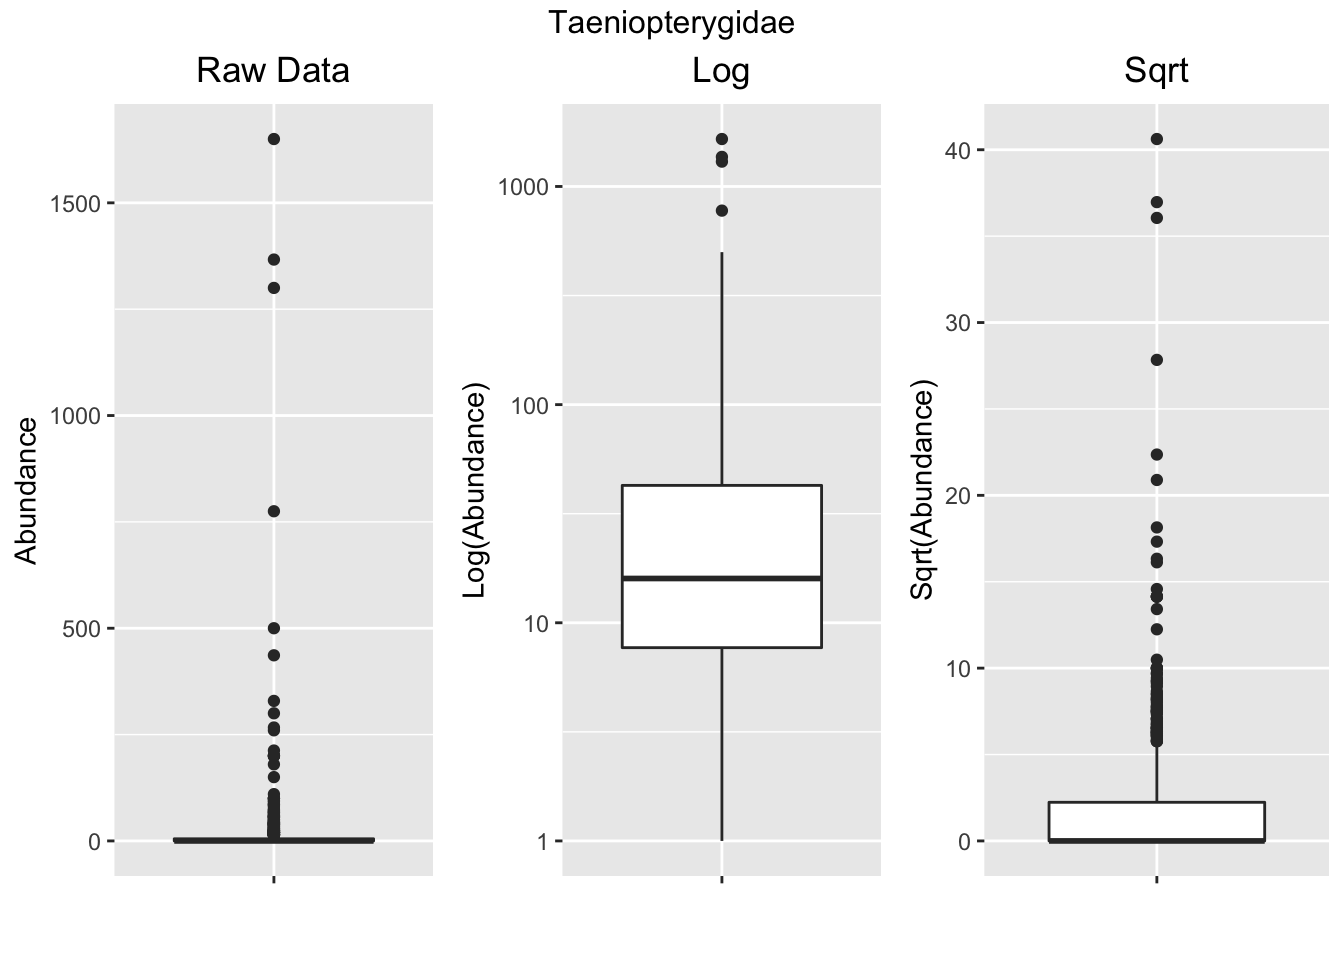 Taeniopterygidae
Raw Data
Abundance
1500
1000
500
0
Log
Log(Abundance)
1000
100
10
1
Sqrt
Sqrt(Abundance)
40
30
20
10
0